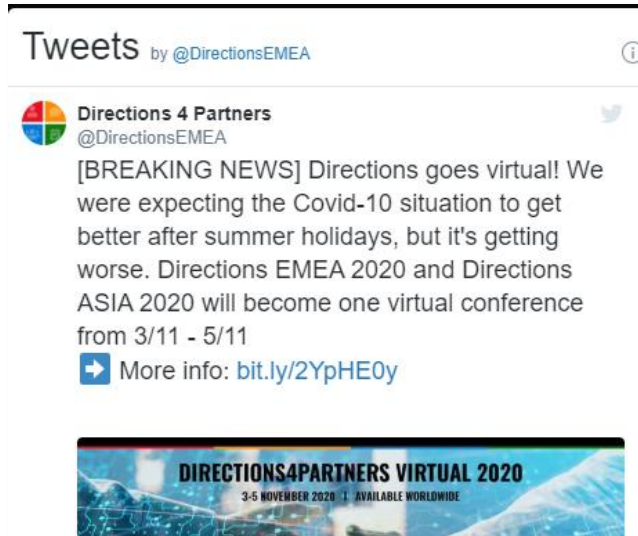 Tweets by @DirectionsEMEA
Directions 4 Partners
@DirectionsEMEA
[BREAKING NEWS] Directions goes virtual! We
were expecting the Covid-10 situation to get
better after summer holidays, but it's getting
worse. Directions EMEA 2020 and Directions
ASIA 2020 will become one virtual conference
from 3/11 - 5/11
➡ More info: bit.ly/2YpHE0y
DIRECTIONS4PARTNERS VIRTUAL 2020
3-5 NOVEMBER 2020 | AVAILABLE WORLDWIDE